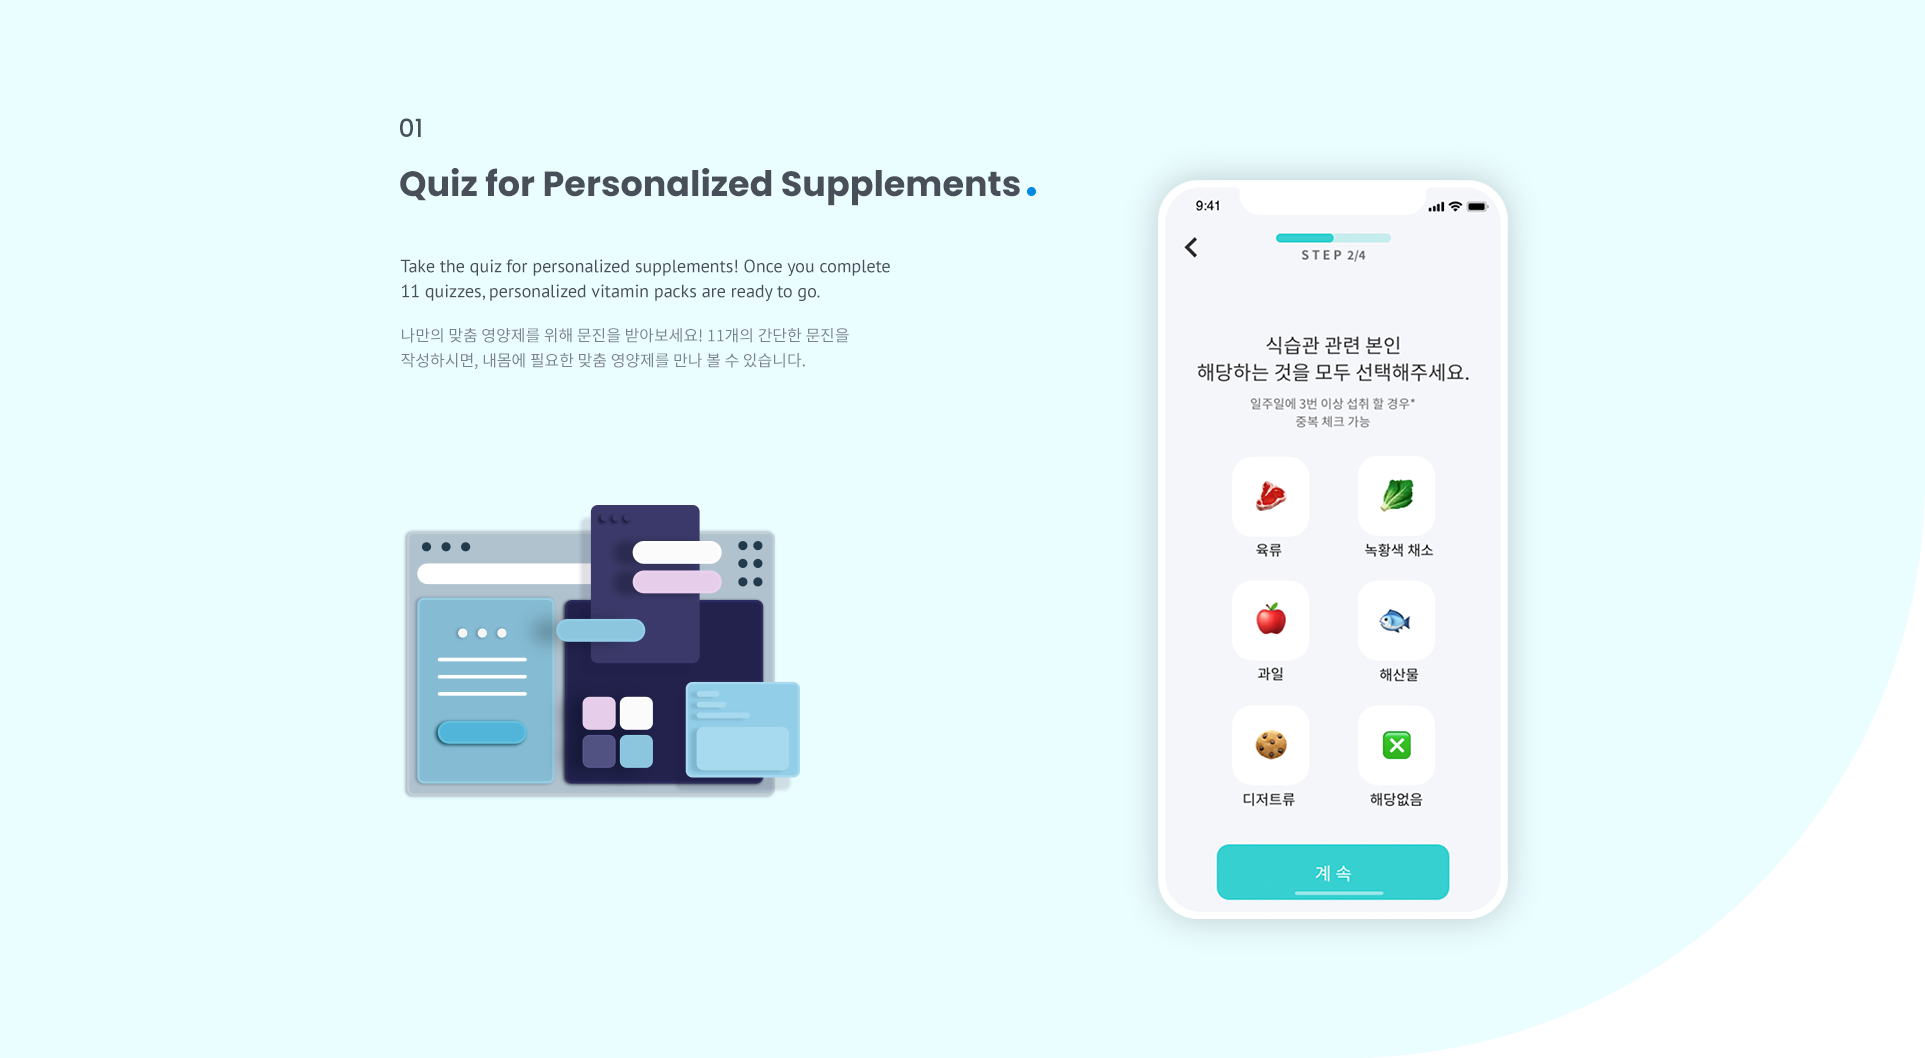 01
Quiz for Personalized Supplements.
Take the quiz for personalized supplements! Once you complete
11 quizzes, personalized vitamin packs are ready to go.
나만의 맞춤 영양제를 위해 문진을 받아보세요! 11개의 간단한 문진을
작성하시면, 내몸에 필요한 맞춤 영양제를 만나 볼 수 있습니다.
9:41
STEP 2/4
식습관 관련 본인
해당하는 것을 모두 선택해주세요.
일주일에 3번 이상 섭취 할 경우*
중복 체크 가능
육류
녹황색 채소
과일
해산물
디저트류
해당없음
계속